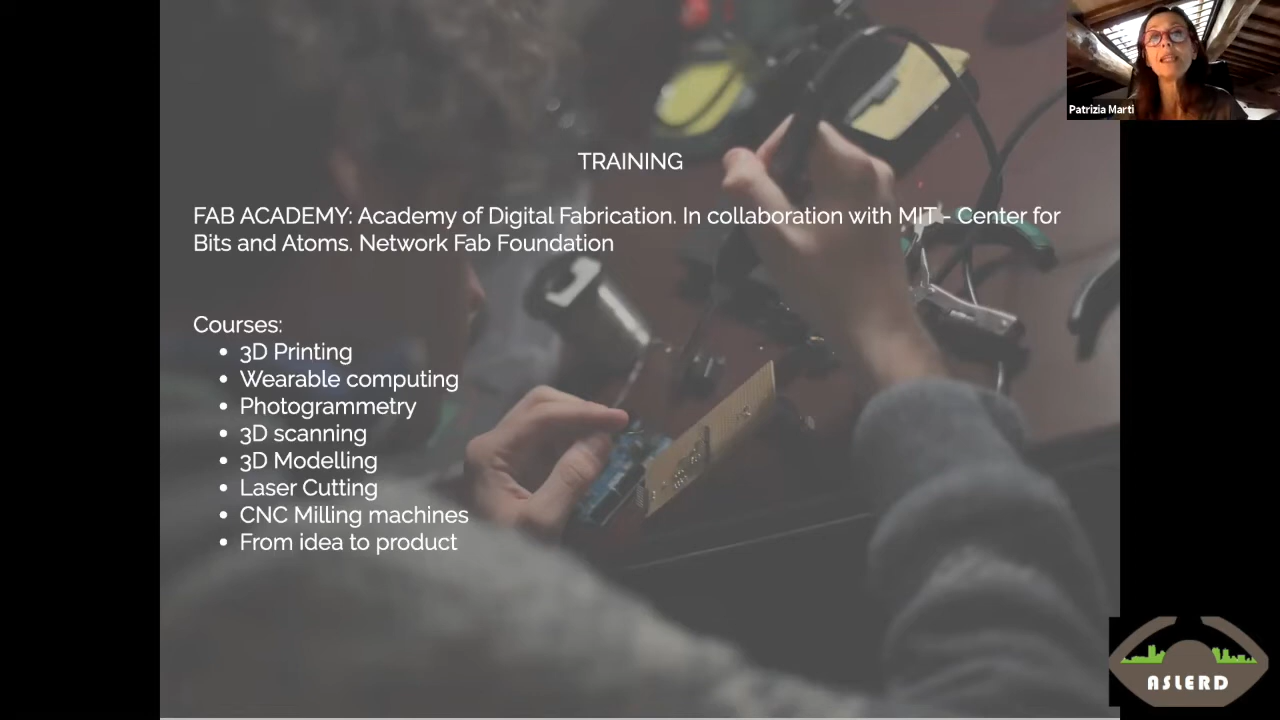 Patrizia Marti
TRAINING
FAB ACADEMY: Academy of Digital Fabrication. In collaboration with MIT - Center for
Bits and Atoms. Network Fab Foundation
Courses:
• 3D Printing
• Wearable computing
• Photogrammetry
• 3D scanning
• 3D Modelling
• Laser Cutting
• CNC Milling machines
• From idea to product
ASLERD